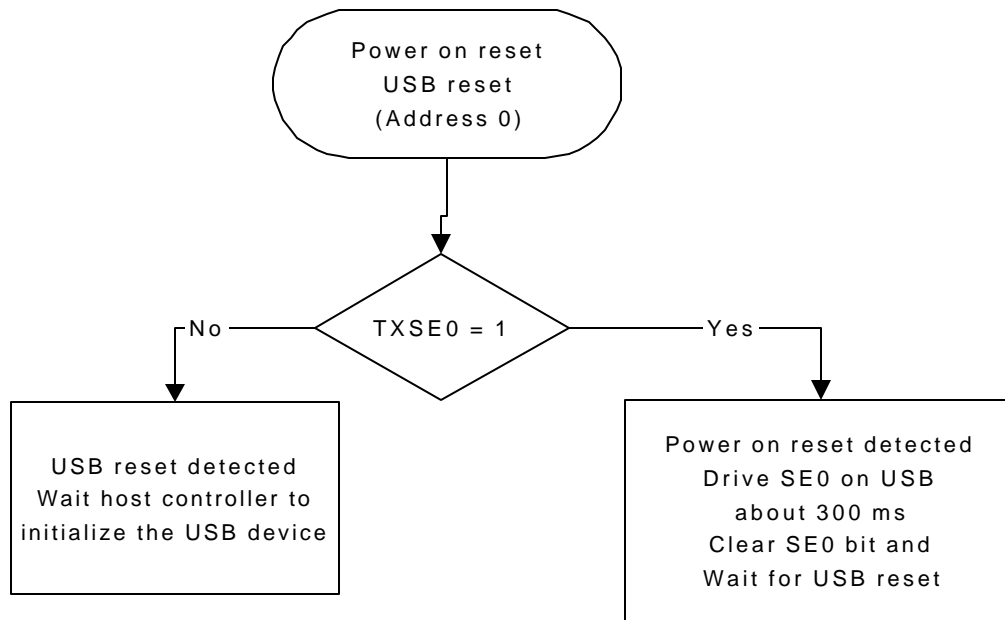 Power on reset
USB reset
(Address 0)
TXSE0 = 1
No
Yes
USB reset detected
Wait host controller to
initialize the USB device
Power on reset detected
Drive SE0 on USB
about 300 ms
Clear SE0 bit and
Wait for USB reset